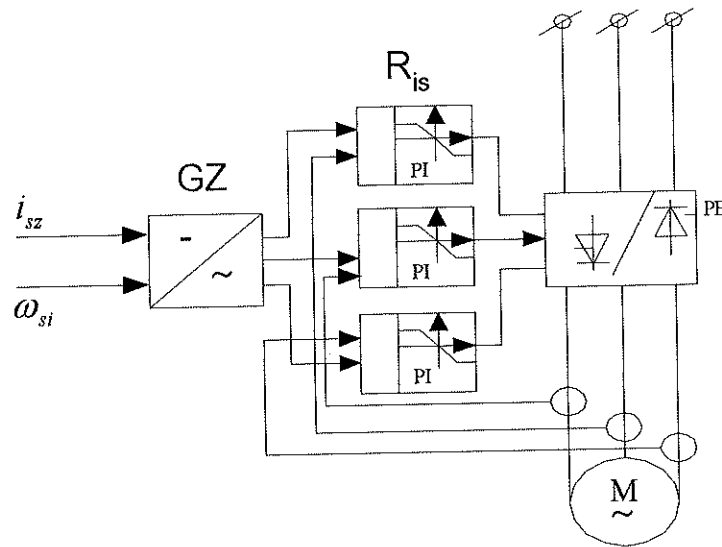 R_is
GZ
PI
i_sz
-
PE
~
PI
ω_si
PI
M
~